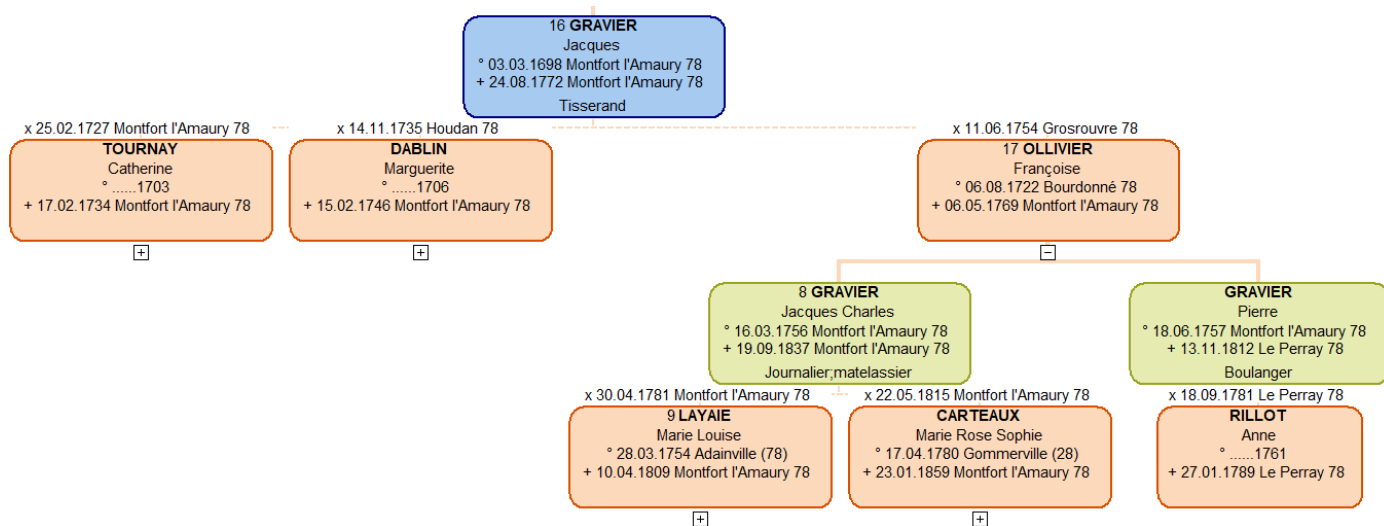 16 GRAVIER
Jacques
° 03.03.1698 Montfort l'Amaury 78
+ 24.08.1772 Montfort l'Amaury 78
Tisserand
x 25.02.1727 Montfort l'Amaury 78
TOURNAY
Catherine
° ......1703
+ 17.02.1734 Montfort l'Amaury 78
+
x 14.11.1735 Houdan 78
DABLIN
Marguerite
° ......1706
+ 15.02.1746 Montfort l'Amaury 78
+
x 11.06.1754 Grosrouvre 78
17 OLLIVIER
Françoise
° 06.08.1722 Bourdonné 78
+ 06.05.1769 Montfort l'Amaury 78
−
8 GRAVIER
Jacques Charles
° 16.03.1756 Montfort l'Amaury 78
+ 19.09.1837 Montfort l'Amaury 78
Journalier;matelassier
GRAVIER
Pierre
° 18.06.1757 Montfort l'Amaury 78
+ 13.11.1812 Le Perray 78
Boulanger
x 30.04.1781 Montfort l'Amaury 78
9 LAYAIE
Marie Louise
° 28.03.1754 Adainville (78)
+ 10.04.1809 Montfort l'Amaury 78
+
x 22.05.1815 Montfort l'Amaury 78
CARTEAUX
Marie Rose Sophie
° 17.04.1780 Gommerville (28)
+ 23.01.1859 Montfort l'Amaury 78
+
x 18.09.1781 Le Perray 78
RILLOT
Anne
° ......1761
+ 27.01.1789 Le Perray 78